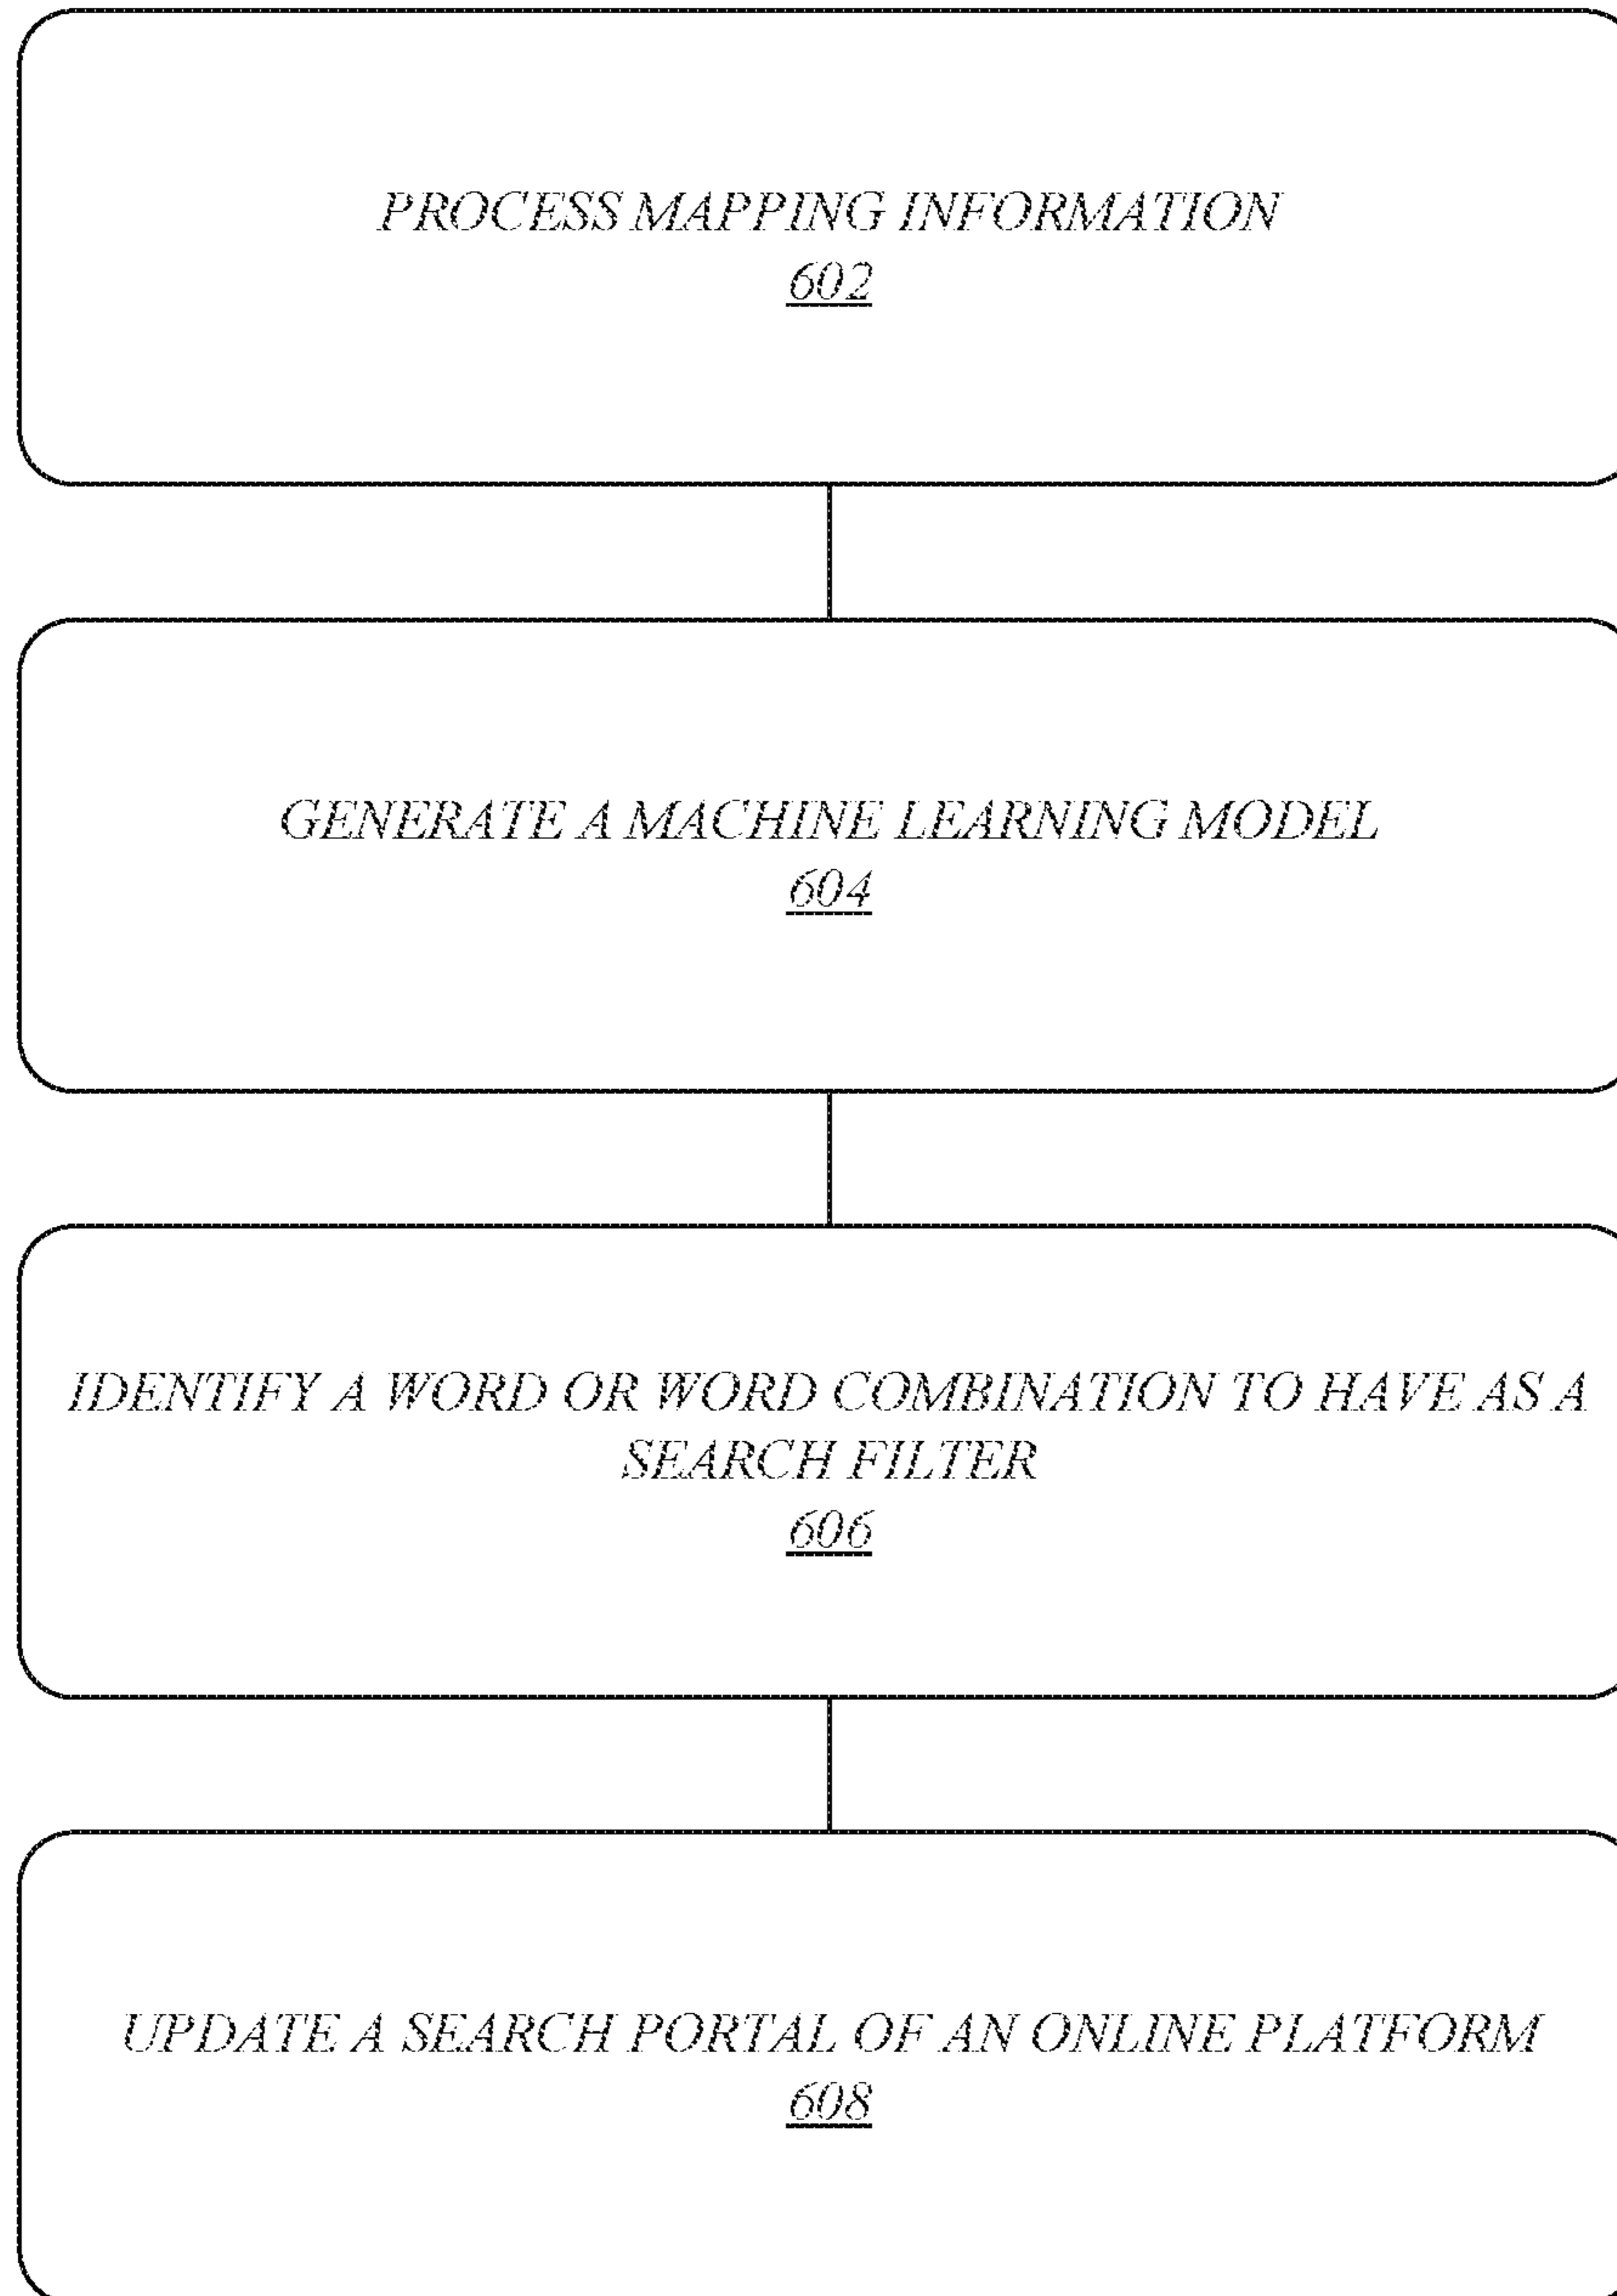 PROCESS MAPPING INFORMATION
602
GENERATE A MACHINE LEARNING MODEL
604
IDENTIFY A WORD OR WORD COMBINATION TO HAVE AS A
SEARCH FILTER
606
UPDATE A SEARCH PORTAL OF AN ONLINE PLATFORM
608